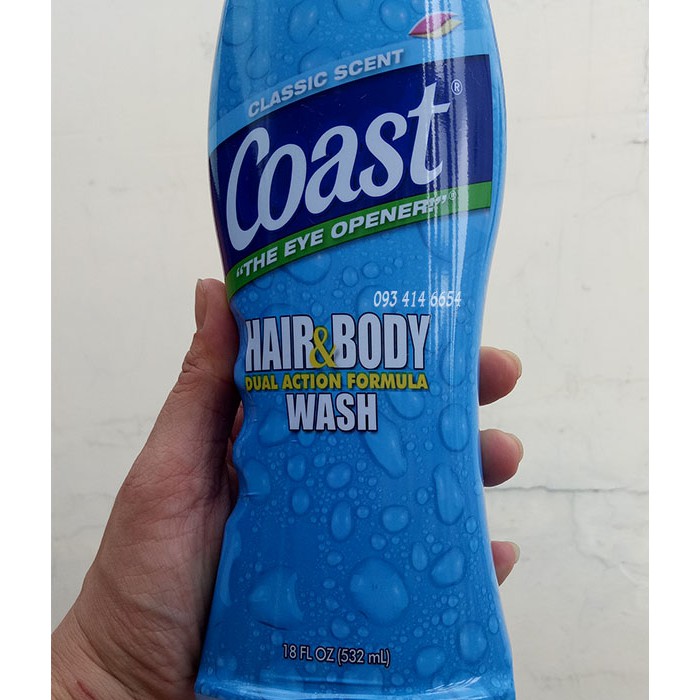 CLASSIC SCENT
Coast®
"THE EYE OPENER!"®
093 414 6654
HAIR & BODY
DUAL ACTION FORMULA
WASH
18 FL OZ (532 mL)